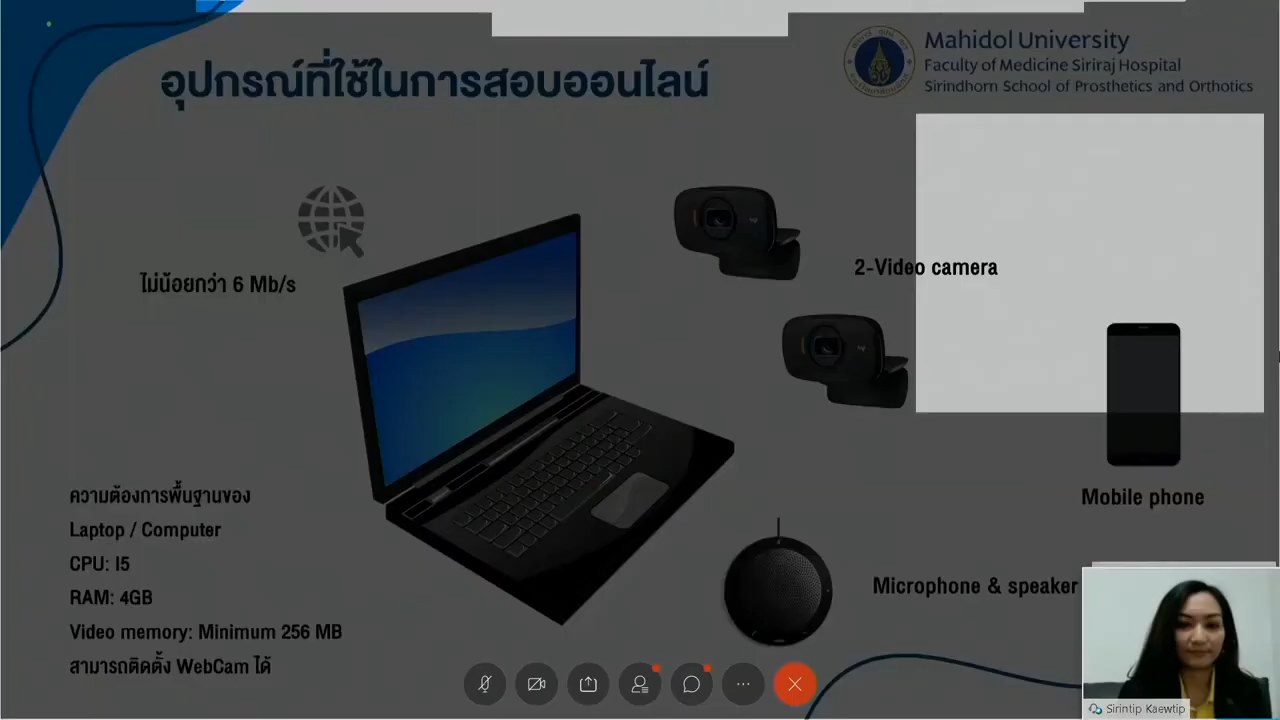 อุปกรณ์ที่ใช้ในการสอนออนไลน์
Mahidol University
Faculty of Medicine Siriraj Hospital
Sirindhorn School of Prosthetics and Orthotics
ไม่น้อยกว่า 6 Mb/s
2-Video camera
Mobile phone
ความต้องการพื้นฐานของ
Laptop / Computer
CPU: I5
RAM: 4GB
Video memory: Minimum 256 MB
สามารถติดตั้ง WebCam ได้
Microphone & speaker
Sirintip Kaewtip